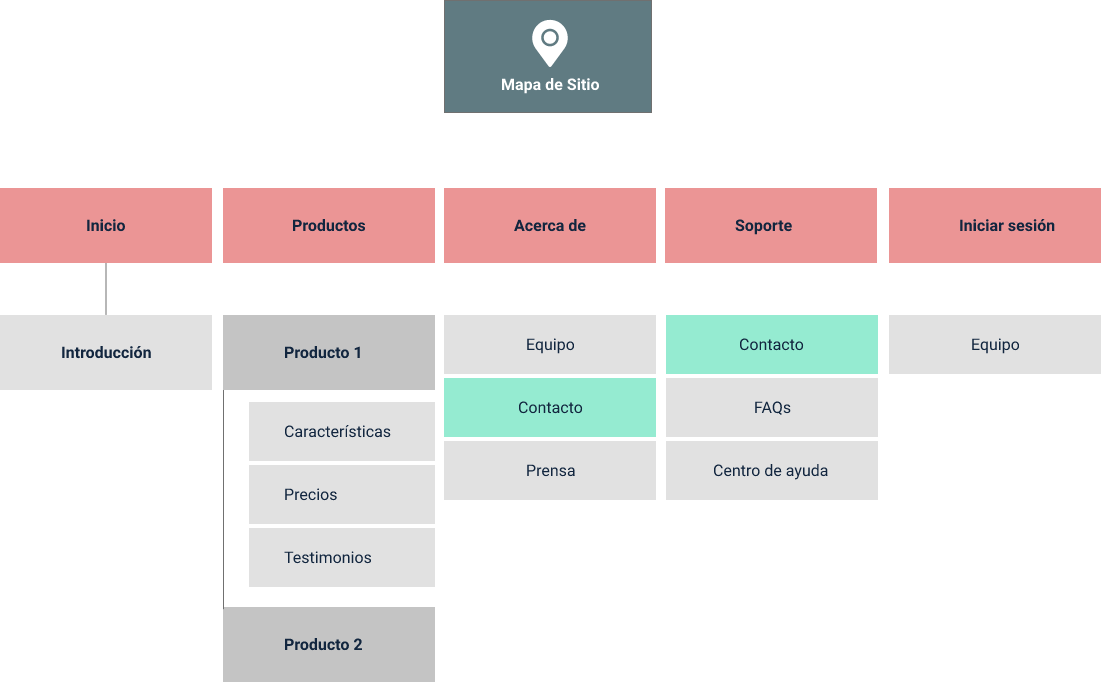 Mapa de Sitio
Inicio
Productos
Acerca de
Soporte
Iniciar sesión
Introducción
Producto 1
Características
Precios
Testimonios
Producto 2
Equipo
Contacto
Prensa
Contacto
FAQs
Centro de ayuda
Equipo